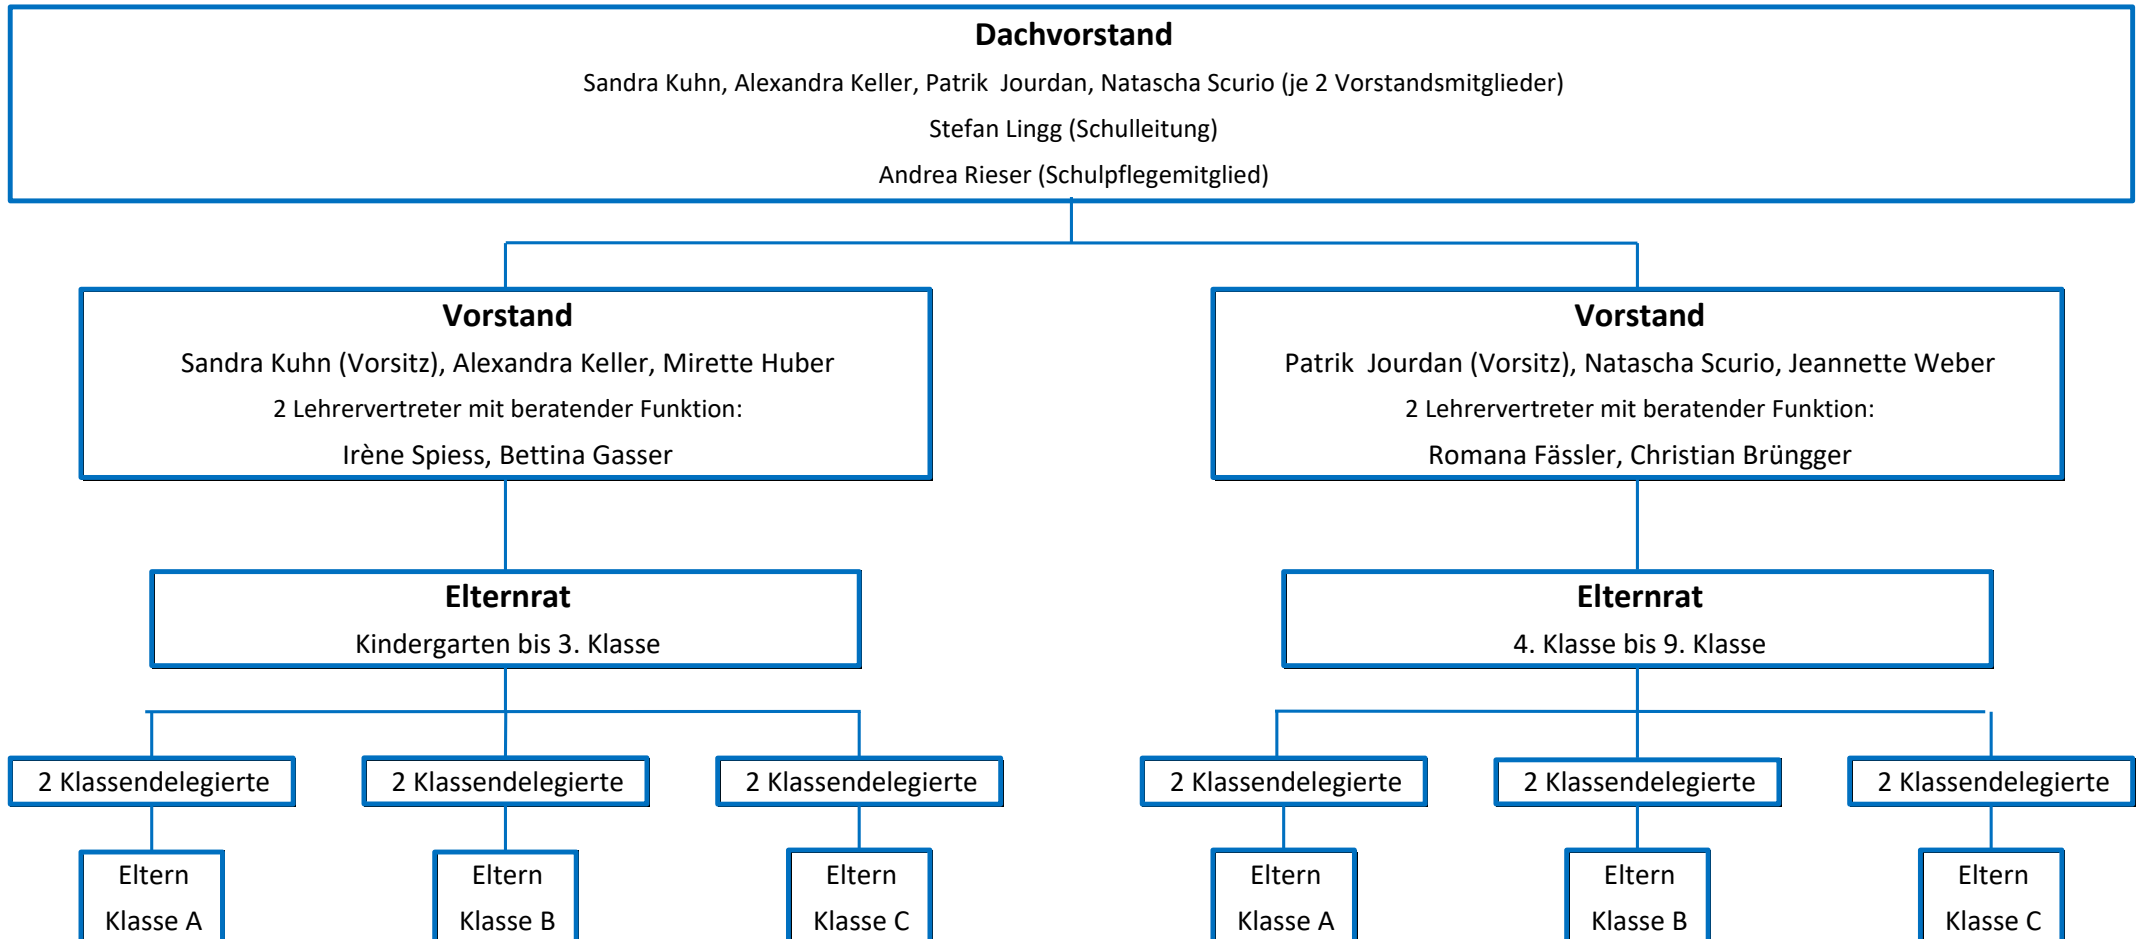 Dachvorstand
Sandra Kuhn, Alexandra Keller, Patrik Jourdan, Natascha Scurio (je 2 Vorstandsmitglieder)
Stefan Lingg (Schulleitung)
Andrea Rieser (Schulpflegemitglied)
Vorstand
Sandra Kuhn (Vorsitz), Alexandra Keller, Mirette Huber
2 Lehrervertreter mit beratender Funktion:
Irène Spiess, Bettina Gasser
Vorstand
Patrik Jourdan (Vorsitz), Natascha Scurio, Jeannette Weber
2 Lehrervertreter mit beratender Funktion:
Romana Fässler, Christian Brüngger
Elternrat
Kindergarten bis 3. Klasse
Elternrat
4. Klasse bis 9. Klasse
2 Klassendelegierte
2 Klassendelegierte
2 Klassendelegierte
2 Klassendelegierte
2 Klassendelegierte
2 Klassendelegierte
Eltern
Klasse A
Eltern
Klasse B
Eltern
Klasse C
Eltern
Klasse A
Eltern
Klasse B
Eltern
Klasse C